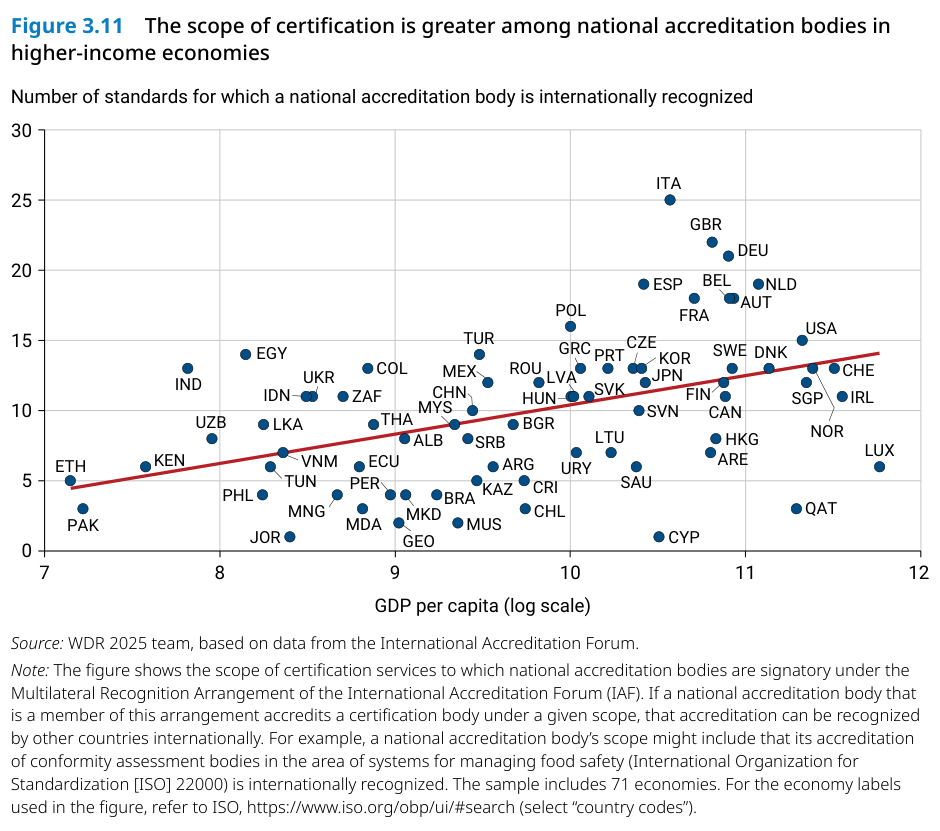 Figure 3.11 The scope of certification is greater among national accreditation bodies in
higher-income economies
Number of standards for which a national accreditation body is internationally recognized
30
25
20
15
10
5
0
ITA
GBR
DEU
ESP
BEL
NLD
FRA
AUT
POL
USA
TUR
GRC
PRT
CZE
KOR
SWE
DNK
EGY
IND
COL
MEX
ROU
LVA
JPN
CHE
UKR
IDN
ZAF
CHN
HUN
SVK
FIN
SGP
IRL
CAN
NOR
UZB
LKA
THA
MYS
ALB
SRB
BGR
SVN
HKG
ETH
KEN
VNM
TUN
ECU
ARG
URY
LTU
SAU
ARE
LUX
PAK
PHL
MNG
PER
MDA
MKD
BRA
KAZ
CRI
CHL
QAT
JOR
GEO
MUS
CYP
7
8
9
10
11
12
GDP per capita (log scale)
Source: WDR 2025 team, based on data from the International Accreditation Forum.
Note: The figure shows the scope of certification services to which national accreditation bodies are signatory under the
Multilateral Recognition Arrangement of the International Accreditation Forum (IAF). If a national accreditation body that
is a member of this arrangement accredits a certification body under a given scope, that accreditation can be recognized
by other countries internationally. For example, a national accreditation body’s scope might include that its accreditation
of conformity assessment bodies in the area of systems for managing food safety (International Organization for
Standardization [ISO] 22000) is internationally recognized. The sample includes 71 economies. For the economy labels
used in the figure, refer to ISO, https://www.iso.org/obp/ui/#search (select “country codes”).